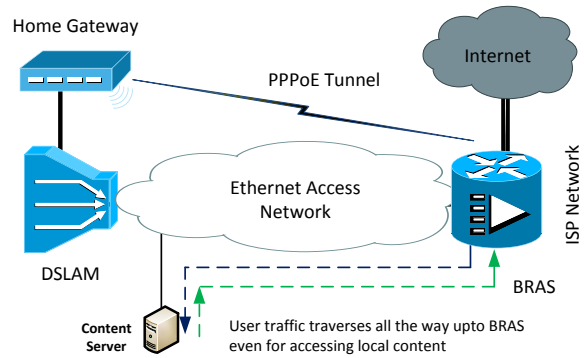 Home Gateway
Internet
PPPoE Tunnel
Ethernet Access
Network
ISP Network
DSLAM
BRAS
Content
Server
User traffic traverses all the way upto BRAS
even for accessing local content